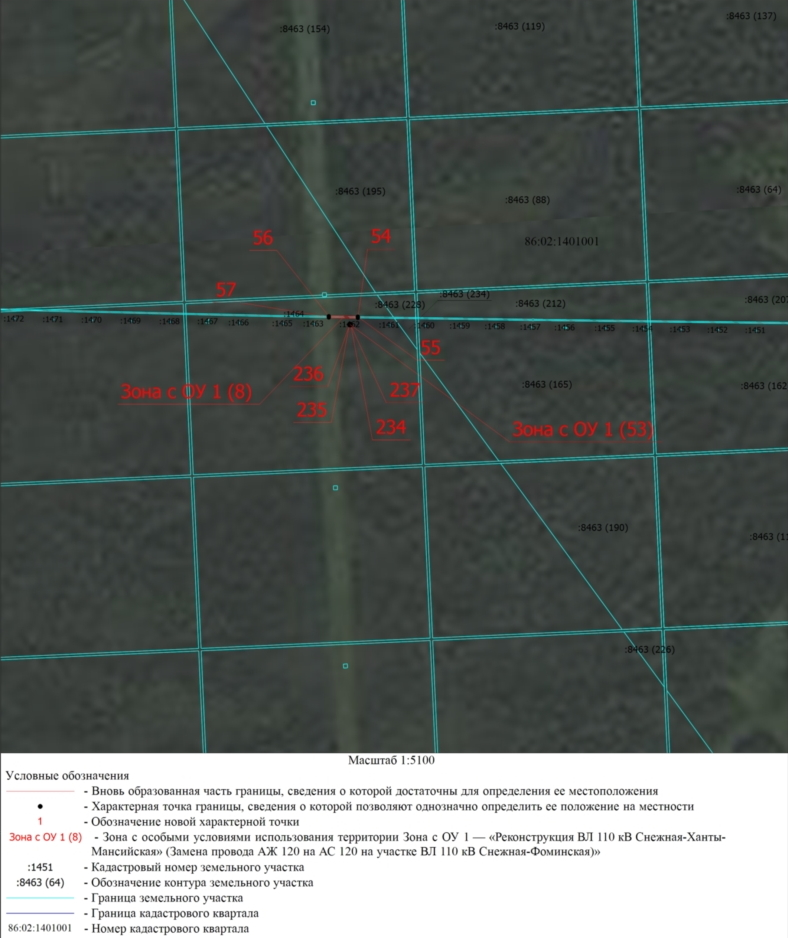 :8463 (137)
:8463 (154)
:8463 (119)
:8463 (195)
:8463 (64)
:8463 (88)
56
54
86:02:1401001
57
:8463 (234)
:8463 (228)
:8463 (212)
:1464
:1472 :1471 :1470 :1469 :1468 :1467 :1466 :1465 :1463 :1461 :1460 :1459 :1458 :1457 :1456 :1455 :1454 :1453 :1452 :1451
55
236
237
:8463 (165)
:8463 (162
Зона с ОУ 1 (8)
235
234
Зона с ОУ 1 (53)
:8463 (190)
:8463 (226)
Масштаб 1:5100
Условные обозначения
- Вновь образованная часть границы, сведения о которой достаточны для определения ее местоположения
- Характерная точка границы, сведения о которой позволяют однозначно определить ее положение на местности
1 - Обозначение новой характерной точки
Зона с ОУ 1 (8) - Зона с особыми условиями использования территории Зона с ОУ 1 — «Реконструкция ВЛ 110 кВ Снежная-Ханты-
Мансийская» (Замена провода АЖ 120 на АС 120 на участке ВЛ 110 кВ Снежная-Фоминская)»
:1451 - Кадастровый номер земельного участка
:8463 (64) - Обозначение контура земельного участка
- Граница земельного участка
- Граница кадастрового квартала
86:02:1401001 - Номер кадастрового квартала